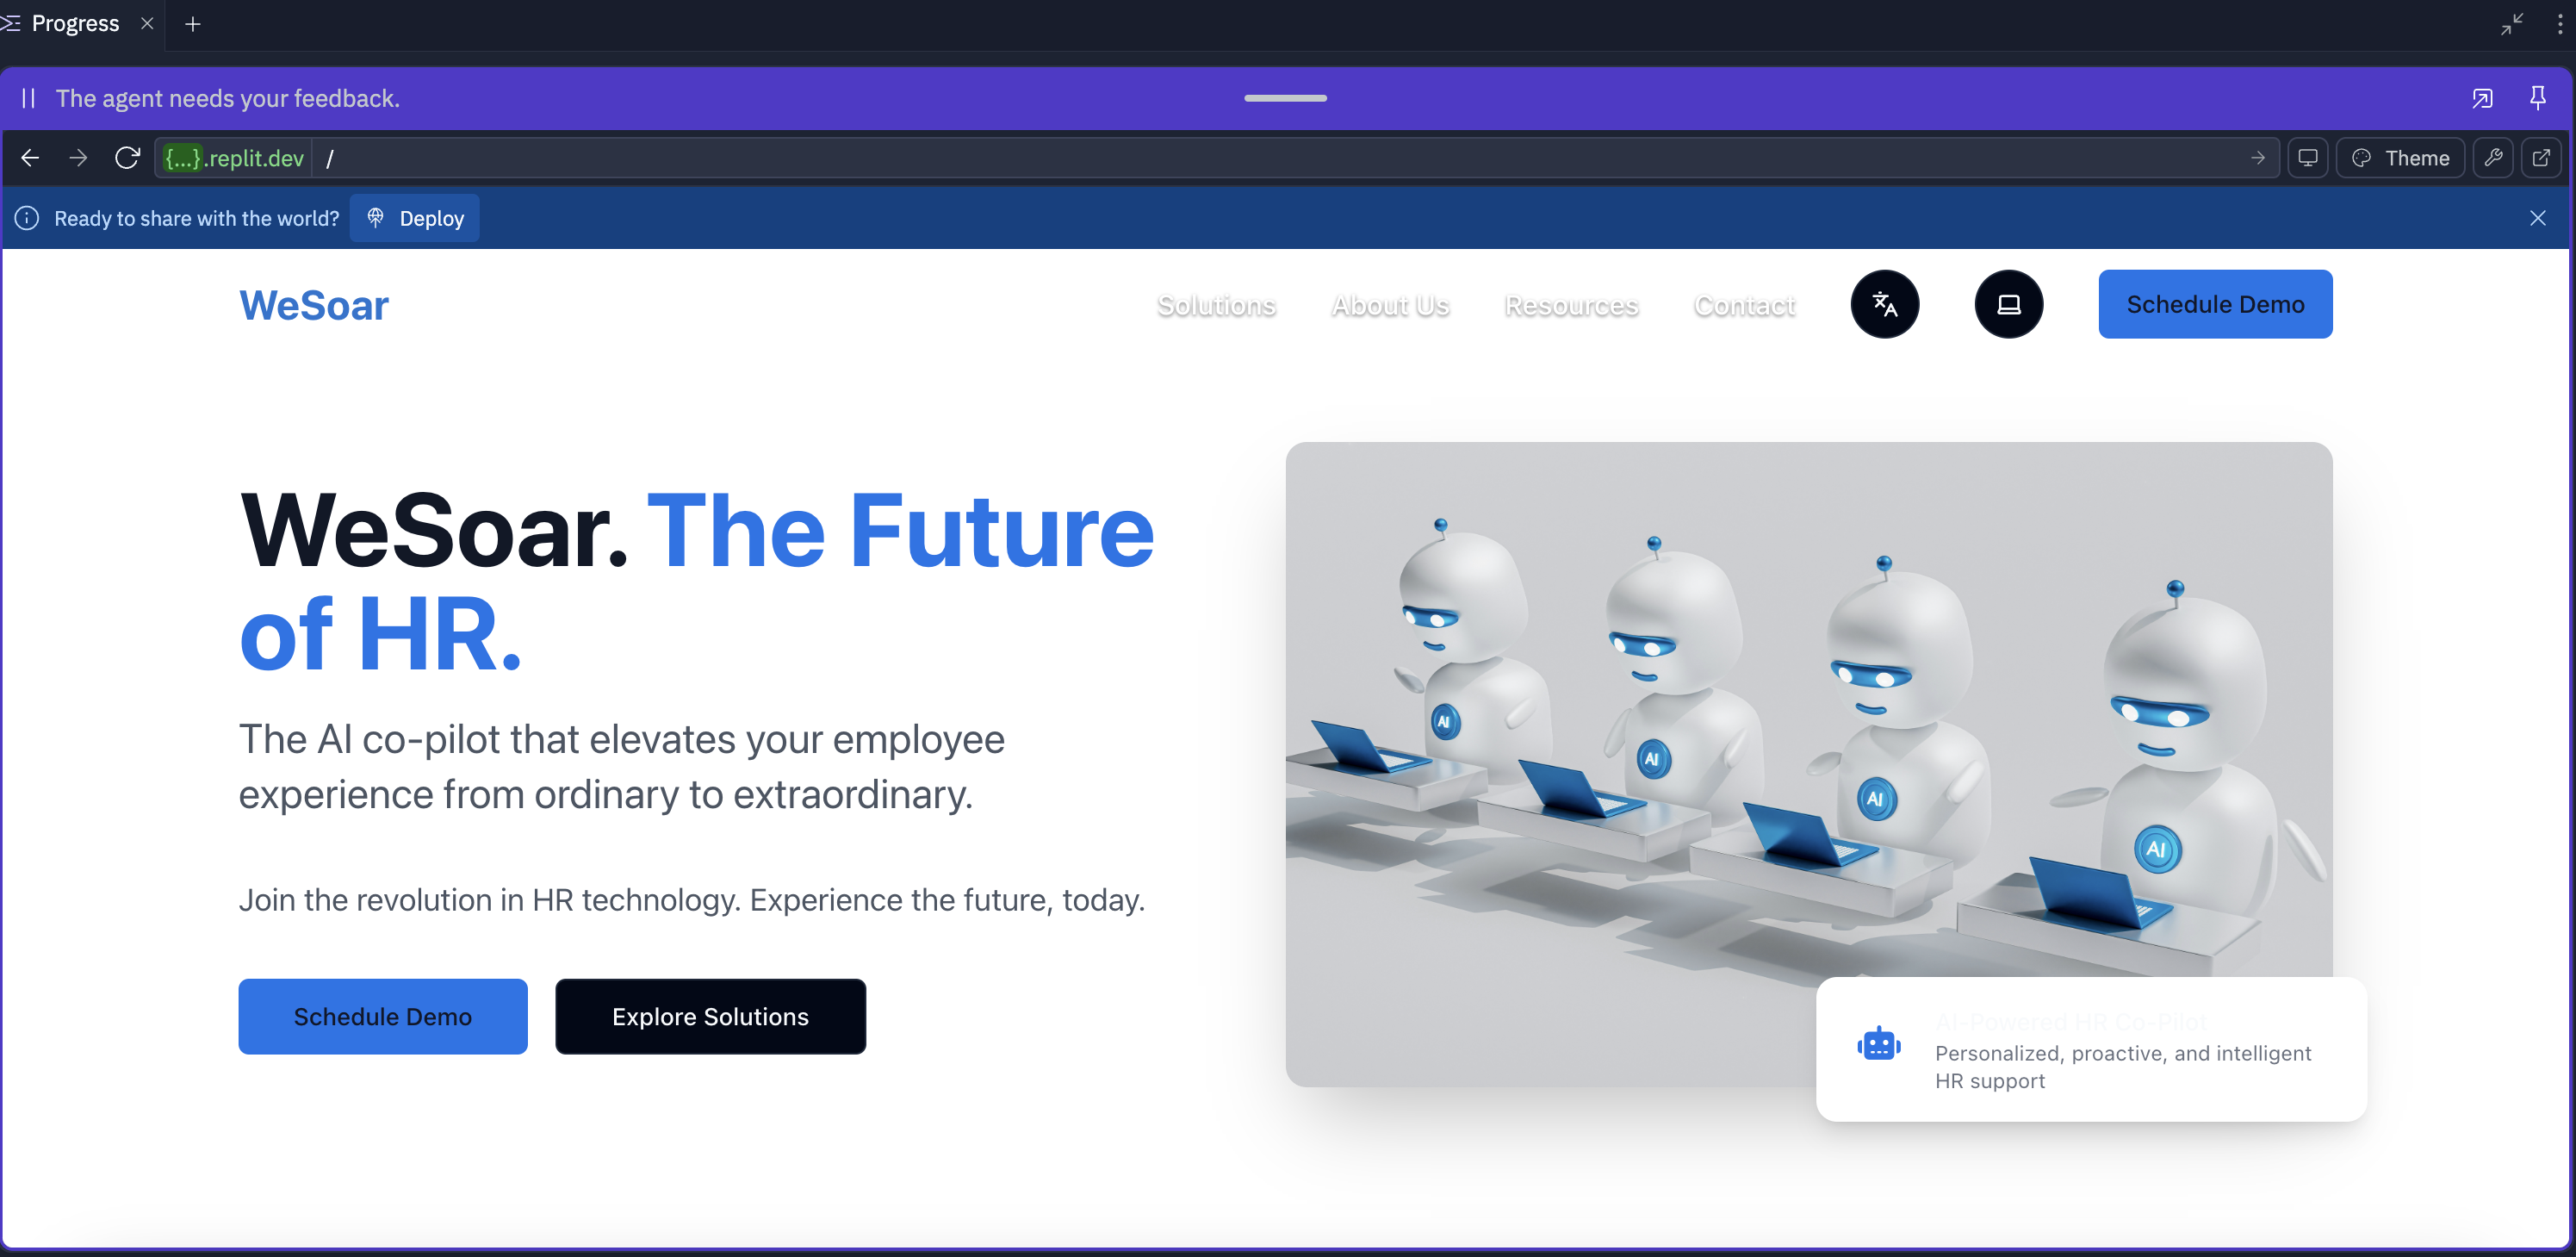 Progress
The agent needs your feedback.
{...}.replit.dev /
Theme
Ready to share with the world? Deploy
WeSoar
Solutions About Us Resources Contact
Schedule Demo
WeSoar. The Future
of HR.
The AI co-pilot that elevates your employee
experience from ordinary to extraordinary.
Join the revolution in HR technology. Experience the future, today.
Schedule Demo Explore Solutions
AI
AI
AI
AI
AI-Powered HR Co-Pilot
Personalized, proactive, and intelligent
HR support